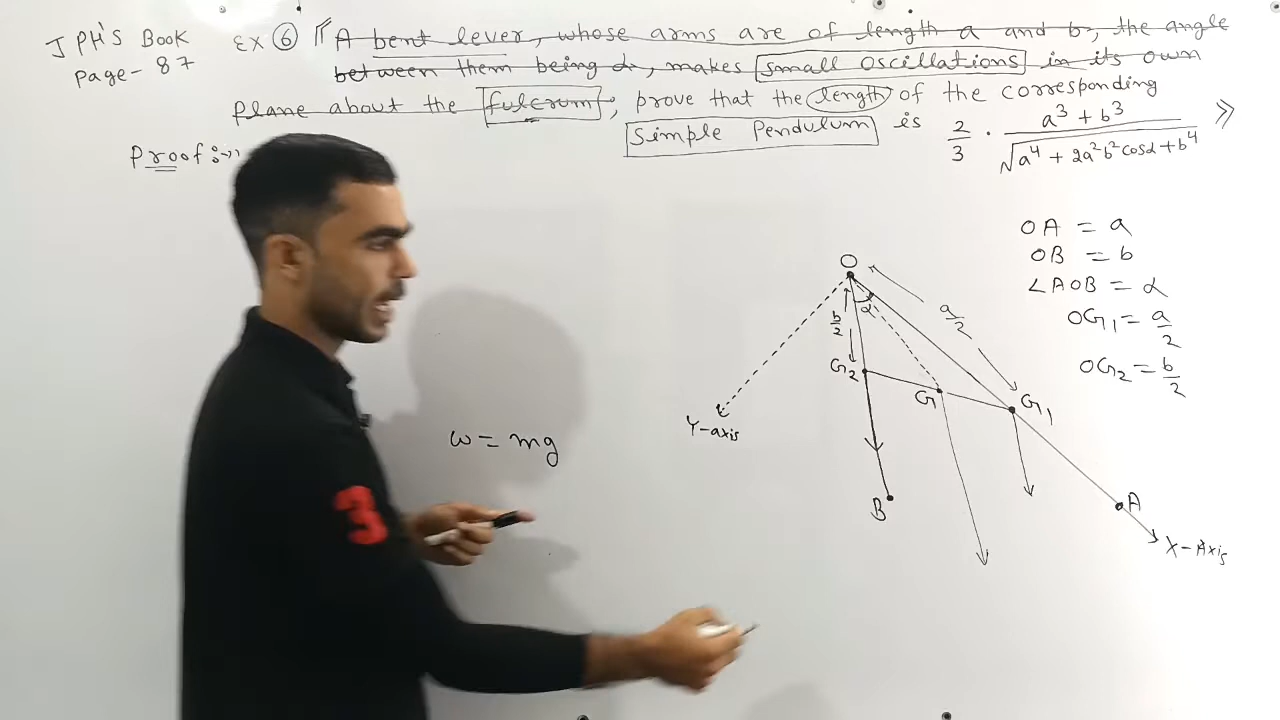 J PH'S Book
Page- 87
Ex ⑥ "A bent lever, whose arms are of length a and b, the angle
between them being α, makes small oscillations in its own
plane about the fulcrum, prove that the length of the corresponding
simple Pendulum is 2/3 · (a³ + b³)/√(a⁴ + 2a²b²cosα + b⁴) »
Proof:→
OA = a
OB = b
∠AOB = α
OG₁ = a/2
OG₂ = b/2
O
α
a/2
b/2
G₂
G
G₁
Y-axis
B
A
X-Axis
w = mg
3